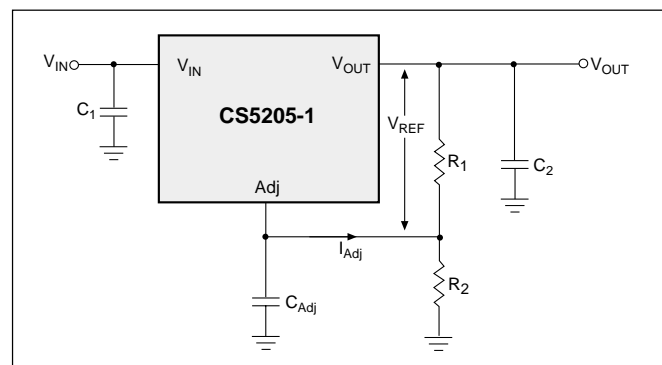 V_IN
V_IN
V_OUT
V_OUT
C_1
CS5205-1
V_REF
R_1
C_2
Adj
I_Adj
C_Adj
R_2